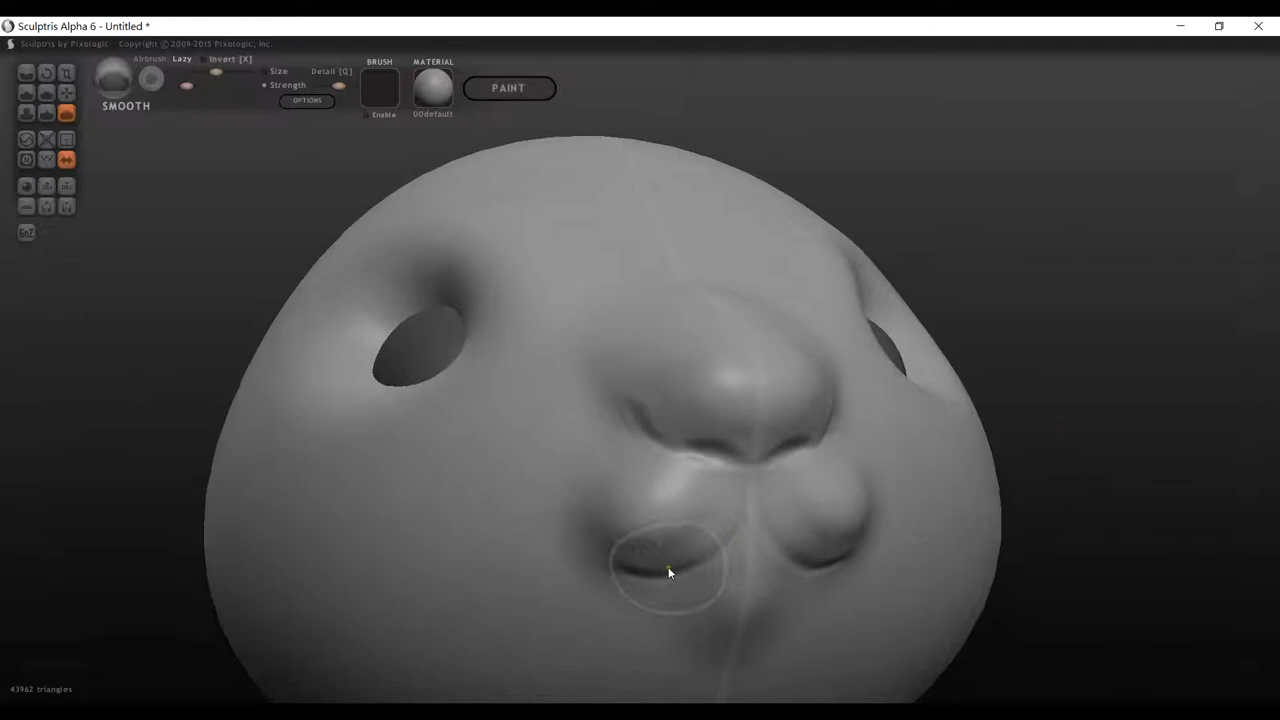 Sculptris Alpha 6 - Untitled *
Sculptris by Pixologic Copyright © 2009-2015 Pixologic, Inc.
Airbrush Lazy Invert [X]
Size Detail [Q]
Strength
OPTIONS
SMOOTH
BRUSH
Enable
MATERIAL
00default
PAINT
GoZ
43962 triangles